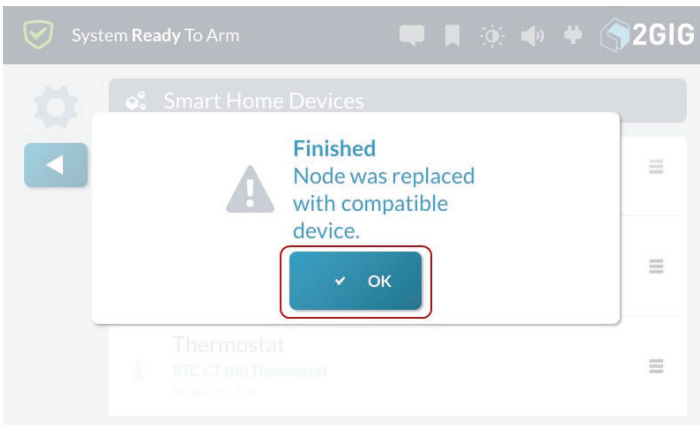 System Ready To Arm
2GIG
Smart Home Devices
Finished
Node was replaced
with compatible
device.
OK
Thermostat
RTC CT100 Thermostat